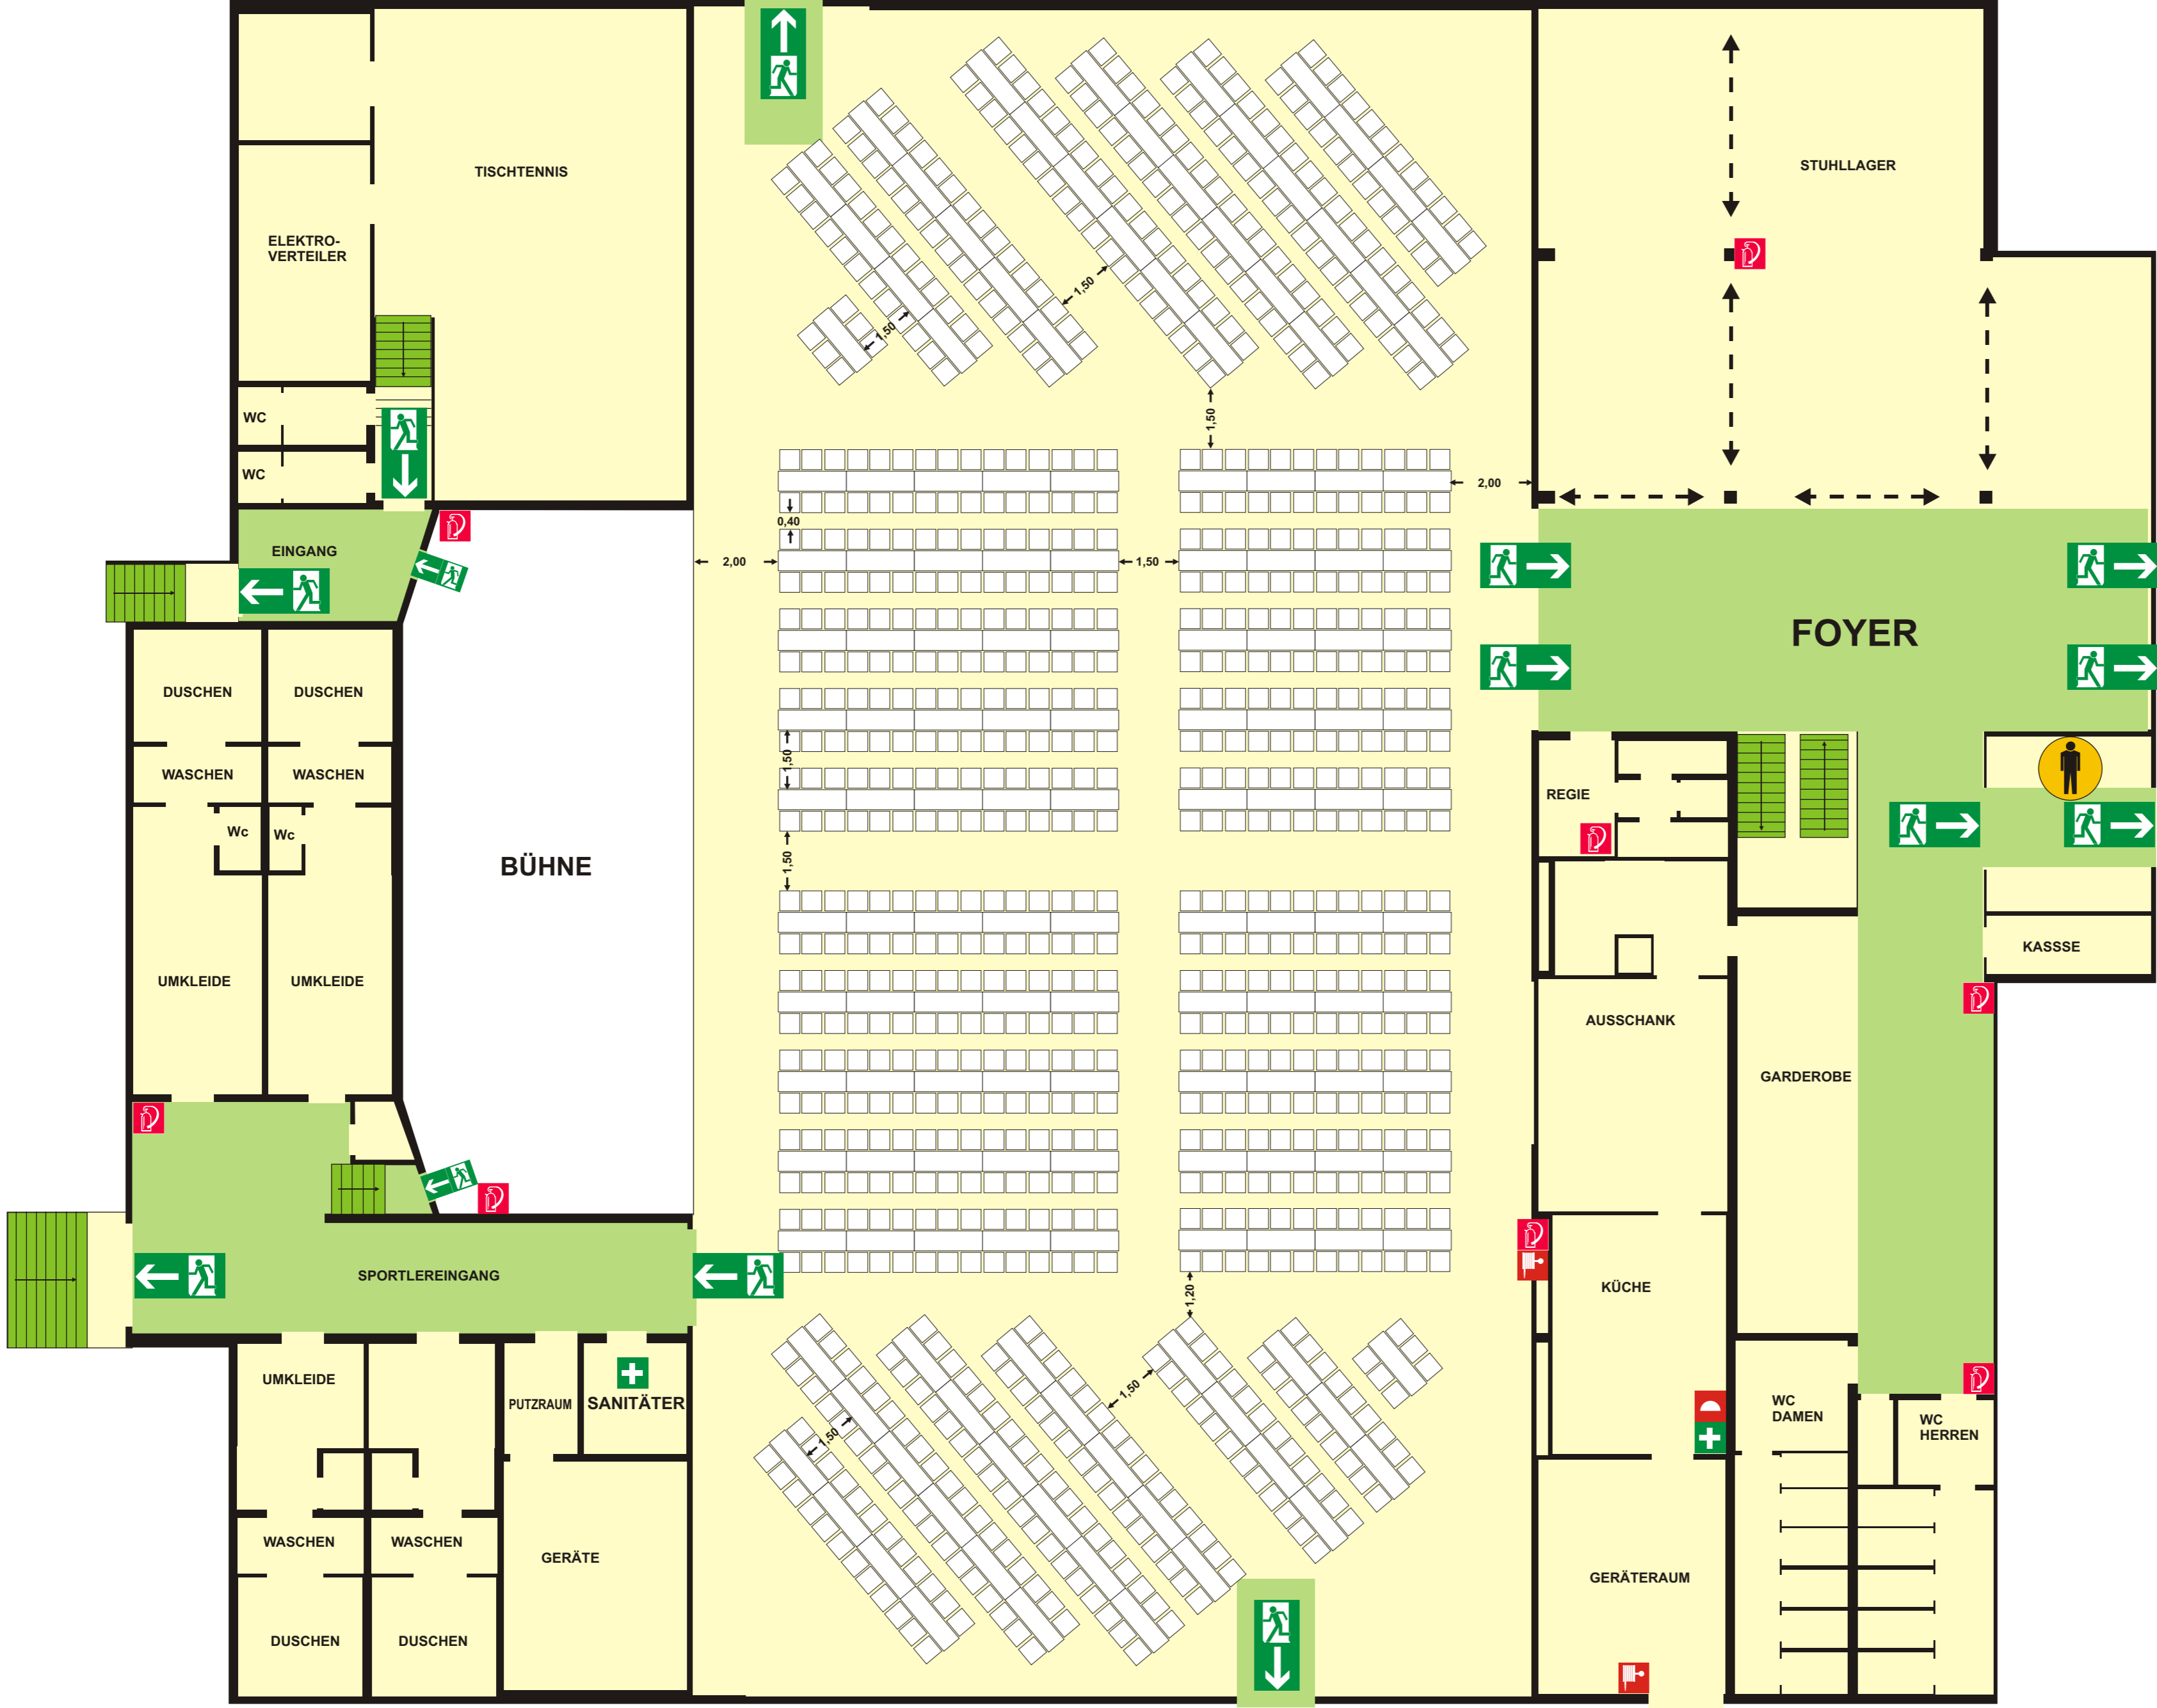 TISCHTENNIS
STUHLLAGER
ELEKTRO-
VERTEILER
1,50
1,50
WC
1,50
WC
2,00
0,40
EINGANG
2,00
1,50
FOYER
DUSCHEN
DUSCHEN
1,50
WASCHEN
WASCHEN
REGIE
Wc
Wc
1,50
BÜHNE
KASSSE
UMKLEIDE
UMKLEIDE
AUSSCHANK
GARDEROBE
SPORTLEREINGANG
KÜCHE
1,20
UMKLEIDE
1,50
PUTZRAUM
SANITÄTER
WC
DAMEN
WC
HERREN
1,50
WASCHEN
WASCHEN
GERÄTE
GERÄTERAUM
DUSCHEN
DUSCHEN